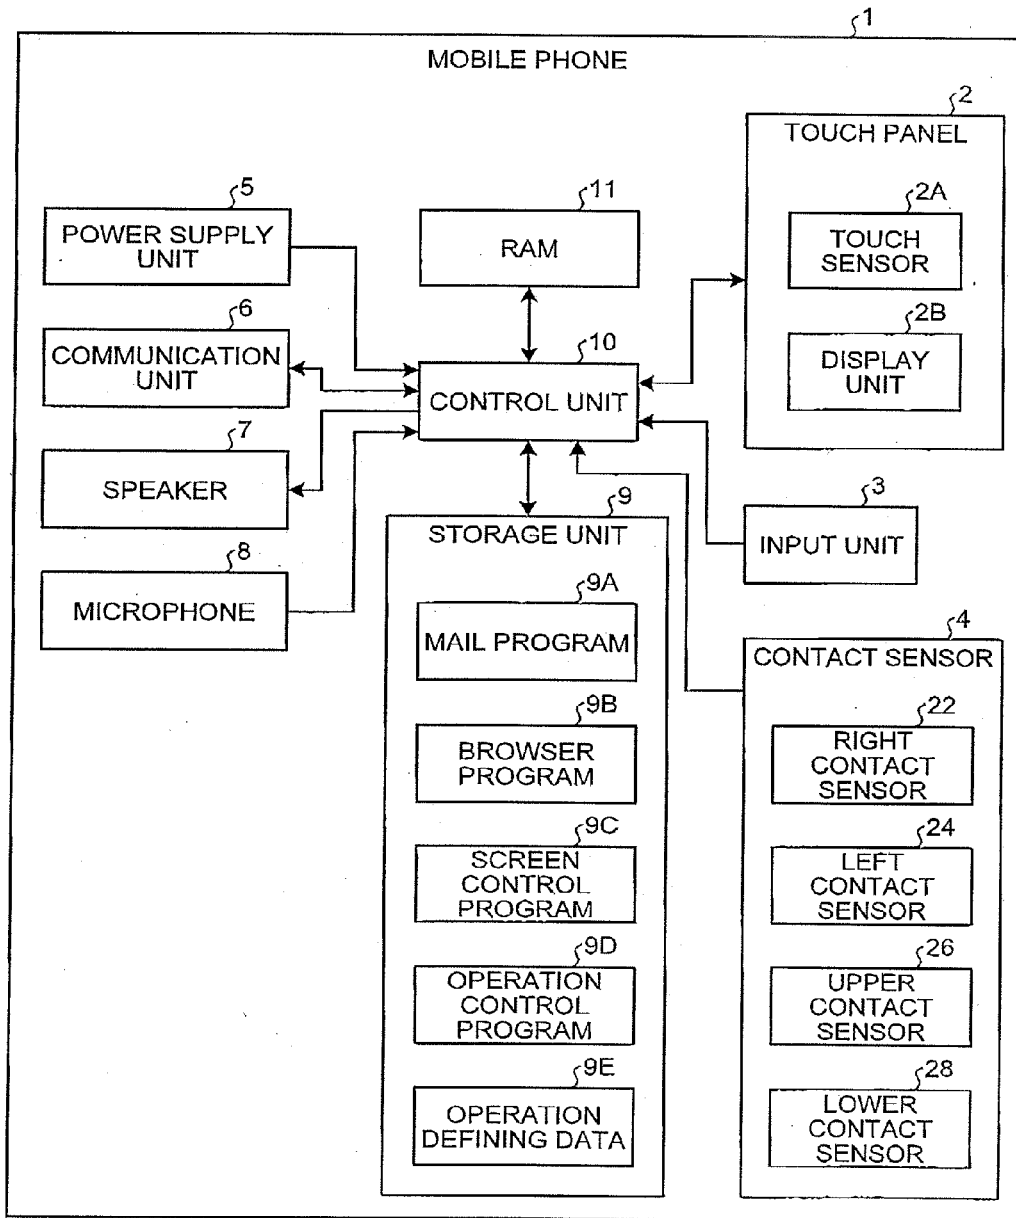 1
MOBILE PHONE
2
TOUCH PANEL
2A
TOUCH
SENSOR
2B
DISPLAY
UNIT
5
POWER SUPPLY
UNIT
11
RAM
6
COMMUNICATION
UNIT
10
CONTROL UNIT
7
SPEAKER
8
MICROPHONE
9
STORAGE UNIT
9A
MAIL PROGRAM
9B
BROWSER
PROGRAM
9C
SCREEN
CONTROL
PROGRAM
9D
OPERATION
CONTROL
PROGRAM
9E
OPERATION
DEFINING DATA
3
INPUT UNIT
4
CONTACT SENSOR
22
RIGHT
CONTACT
SENSOR
24
LEFT
CONTACT
SENSOR
26
UPPER
CONTACT
SENSOR
28
LOWER
CONTACT
SENSOR